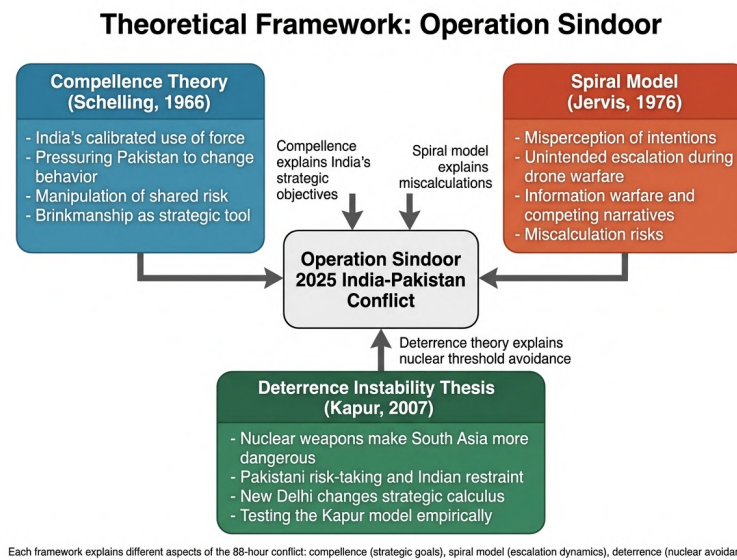 Theoretical Framework: Operation Sindoor
Compellence Theory
(Schelling, 1966)
- India's calibrated use of force
- Pressuring Pakistan to change
behavior
- Manipulation of shared risk
- Brinkmanship as strategic tool
Compellence
explains India's
strategic
objectives
Spiral model
explains
miscalculations
Spiral Model
(Jervis, 1976)
- Misperception of intentions
- Unintended escalation during
drone warfare
- Information warfare and
competing narratives
- Miscalculation risks
Operation Sindoor
2025 India-Pakistan
Conflict
Deterrence theory explains
nuclear threshold avoidance
Deterrence Instability Thesis
(Kapur, 2007)
- Nuclear weapons make South Asia more
dangerous
- Pakistani risk-taking and Indian restraint
- New Delhi changes strategic calculus
- Testing the Kapur model empirically
Each framework explains different aspects of the 88-hour conflict: compellence (strategic goals), spiral model (escalation dynamics), deterrence (nuclear